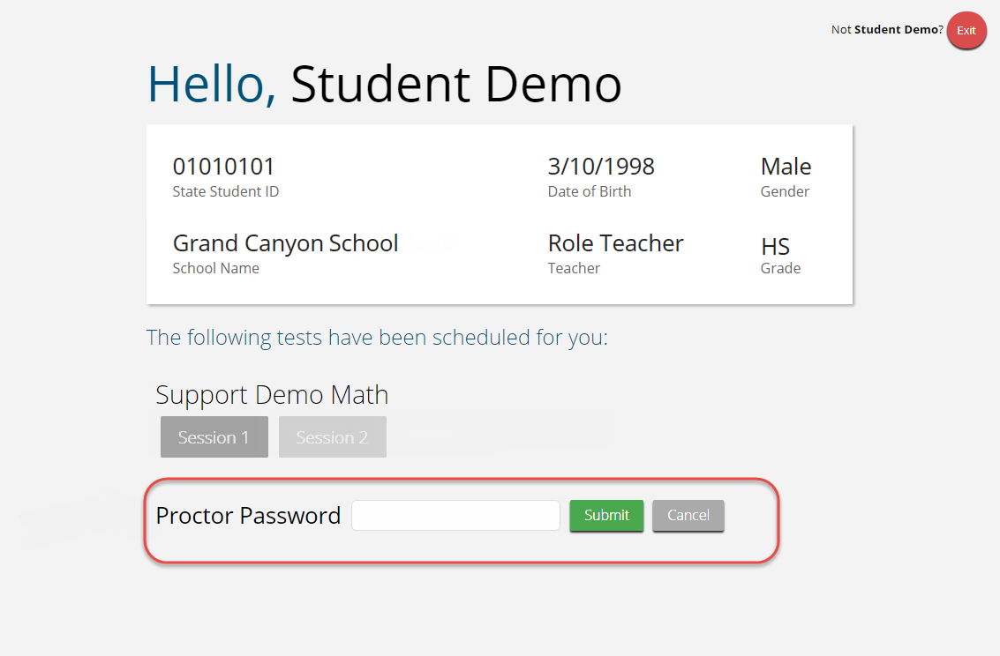 Not Student Demo? Exit
Hello, Student Demo
01010101 3/10/1998 Male
State Student ID Date of Birth Gender
Grand Canyon School Role Teacher HS
School Name Teacher Grade
The following tests have been scheduled for you:
Support Demo Math
Session 1 Session 2
Proctor Password Submit Cancel